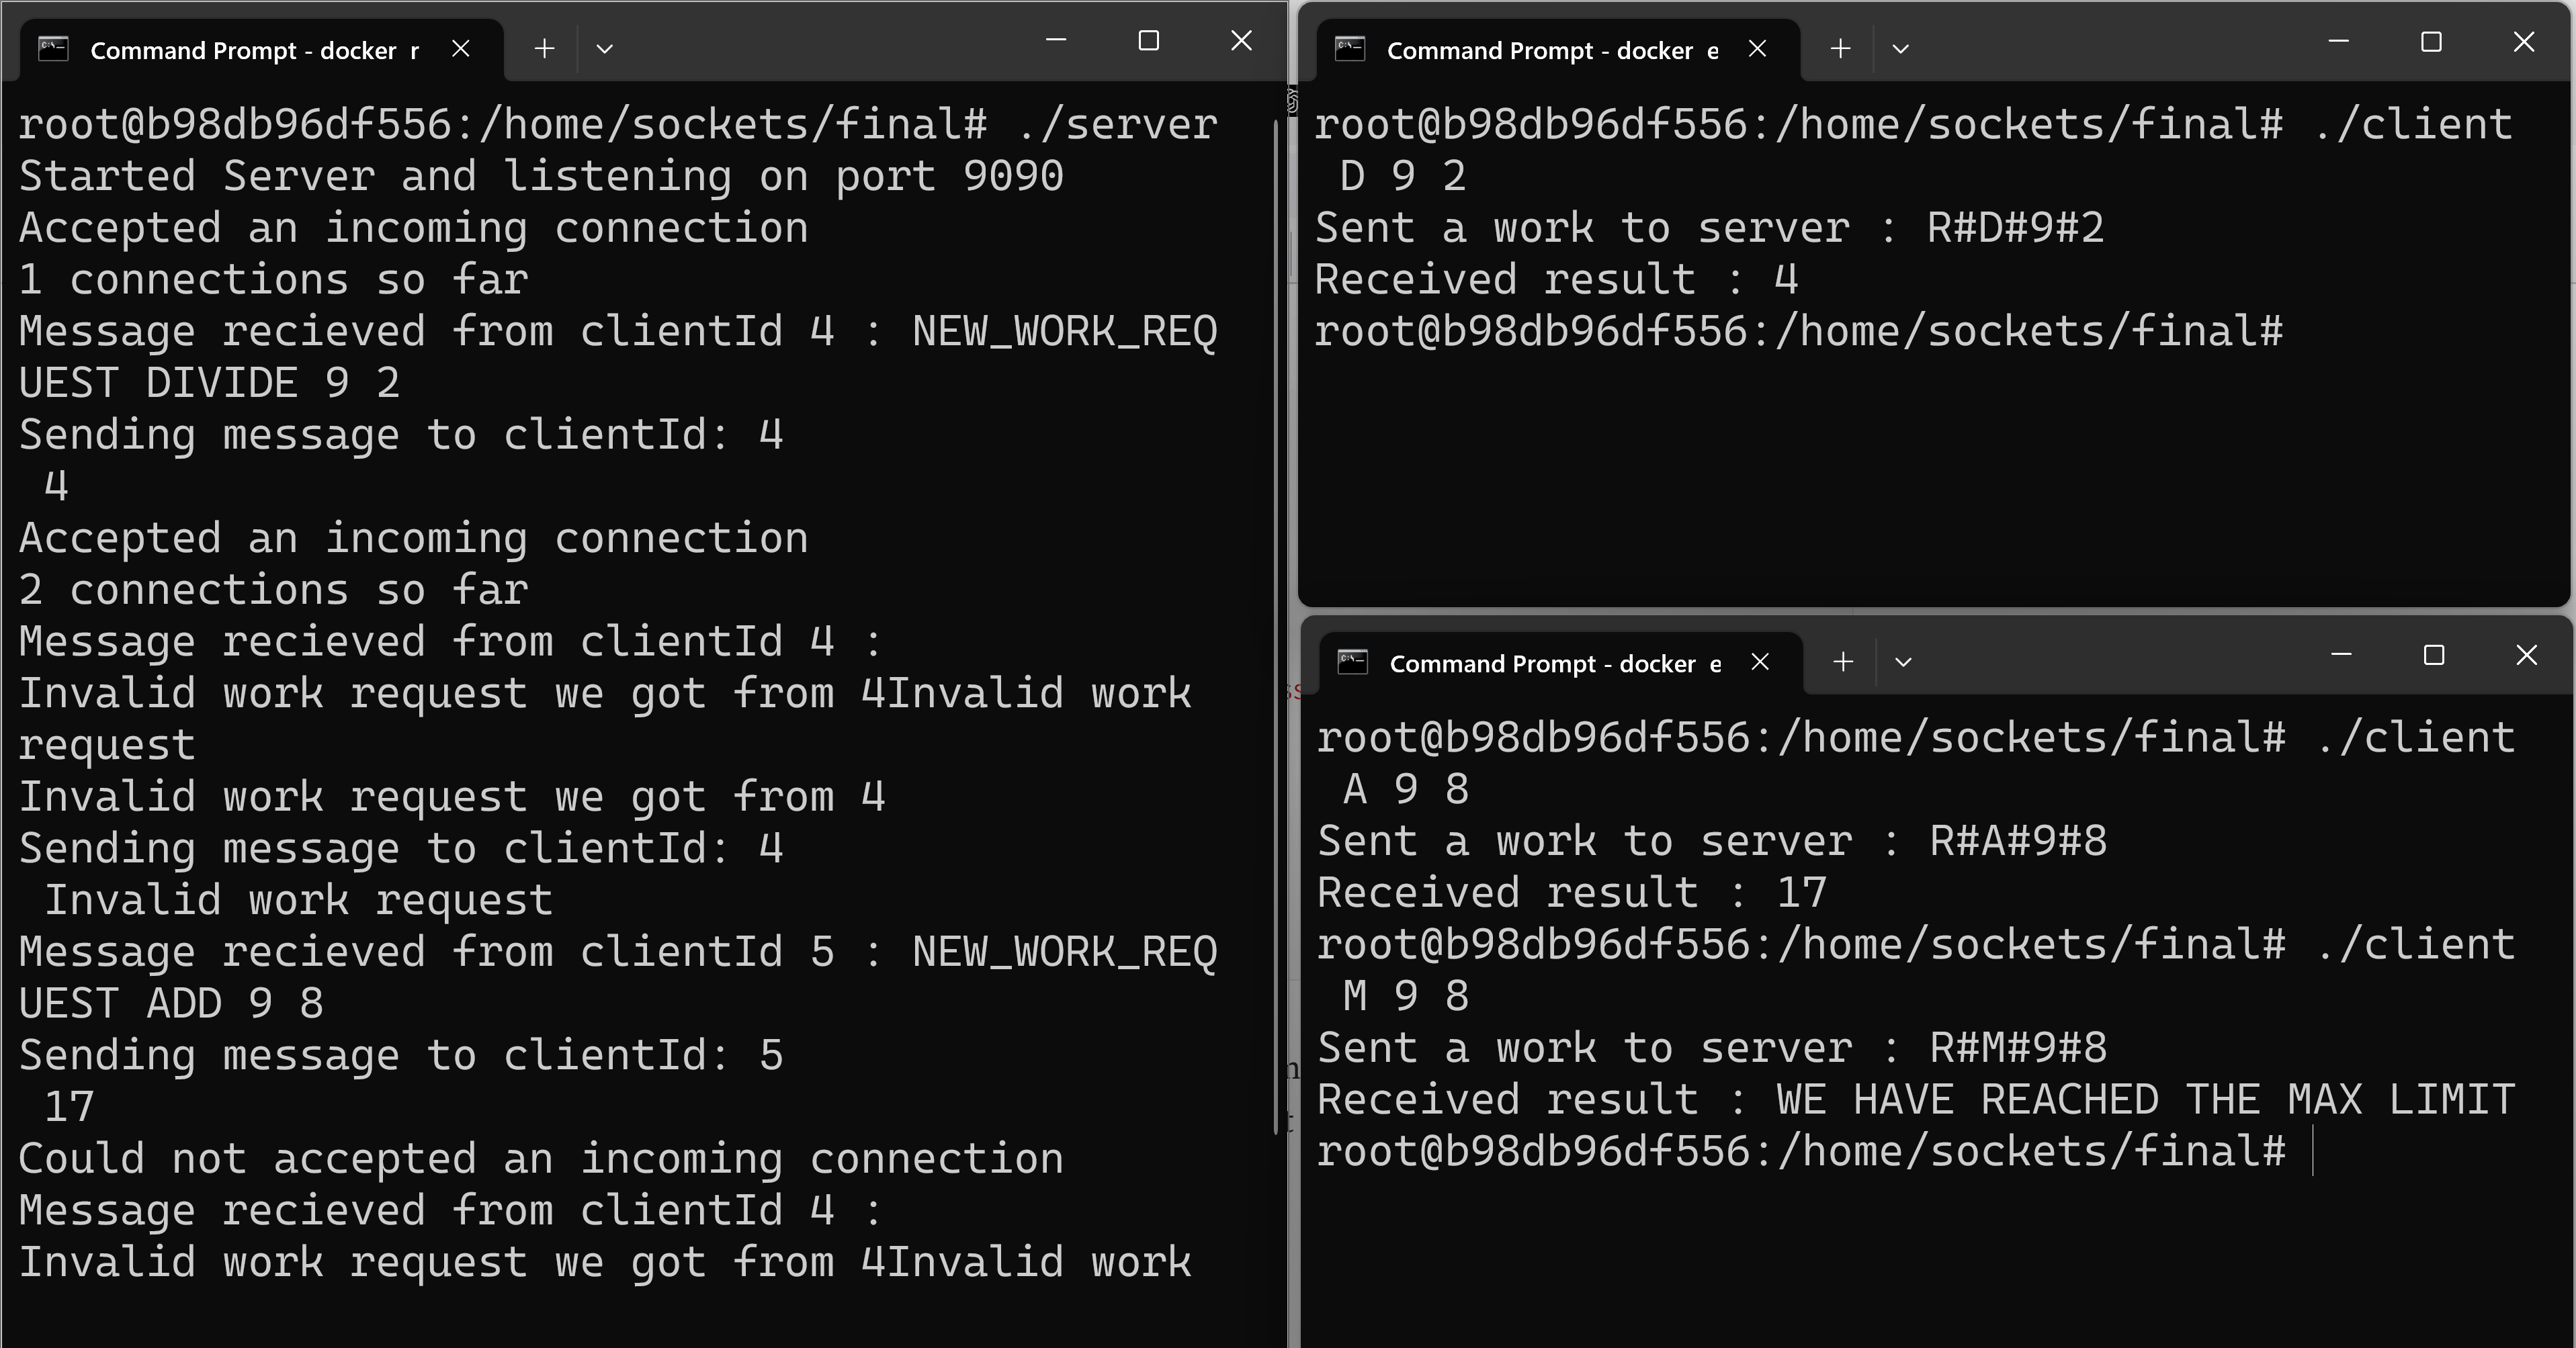 Command Prompt - docker r
root@b98db96df556:/home/sockets/final# ./server
Started Server and listening on port 9090
Accepted an incoming connection
1 connections so far
Message recieved from clientId 4 : NEW_WORK_REQ
UEST DIVIDE 9 2
Sending message to clientId: 4
 4
Accepted an incoming connection
2 connections so far
Message recieved from clientId 4 :
Invalid work request we got from 4Invalid work
request
Invalid work request we got from 4
Sending message to clientId: 4
 Invalid work request
Message recieved from clientId 5 : NEW_WORK_REQ
UEST ADD 9 8
Sending message to clientId: 5
 17
Could not accepted an incoming connection
Message recieved from clientId 4 :
Invalid work request we got from 4Invalid work
Command Prompt - docker e
root@b98db96df556:/home/sockets/final# ./client
 D 9 2
Sent a work to server : R#D#9#2
Received result : 4
root@b98db96df556:/home/sockets/final#
Command Prompt - docker e
root@b98db96df556:/home/sockets/final# ./client
 A 9 8
Sent a work to server : R#A#9#8
Received result : 17
root@b98db96df556:/home/sockets/final# ./client
 M 9 8
Sent a work to server : R#M#9#8
Received result : WE HAVE REACHED THE MAX LIMIT
root@b98db96df556:/home/sockets/final#